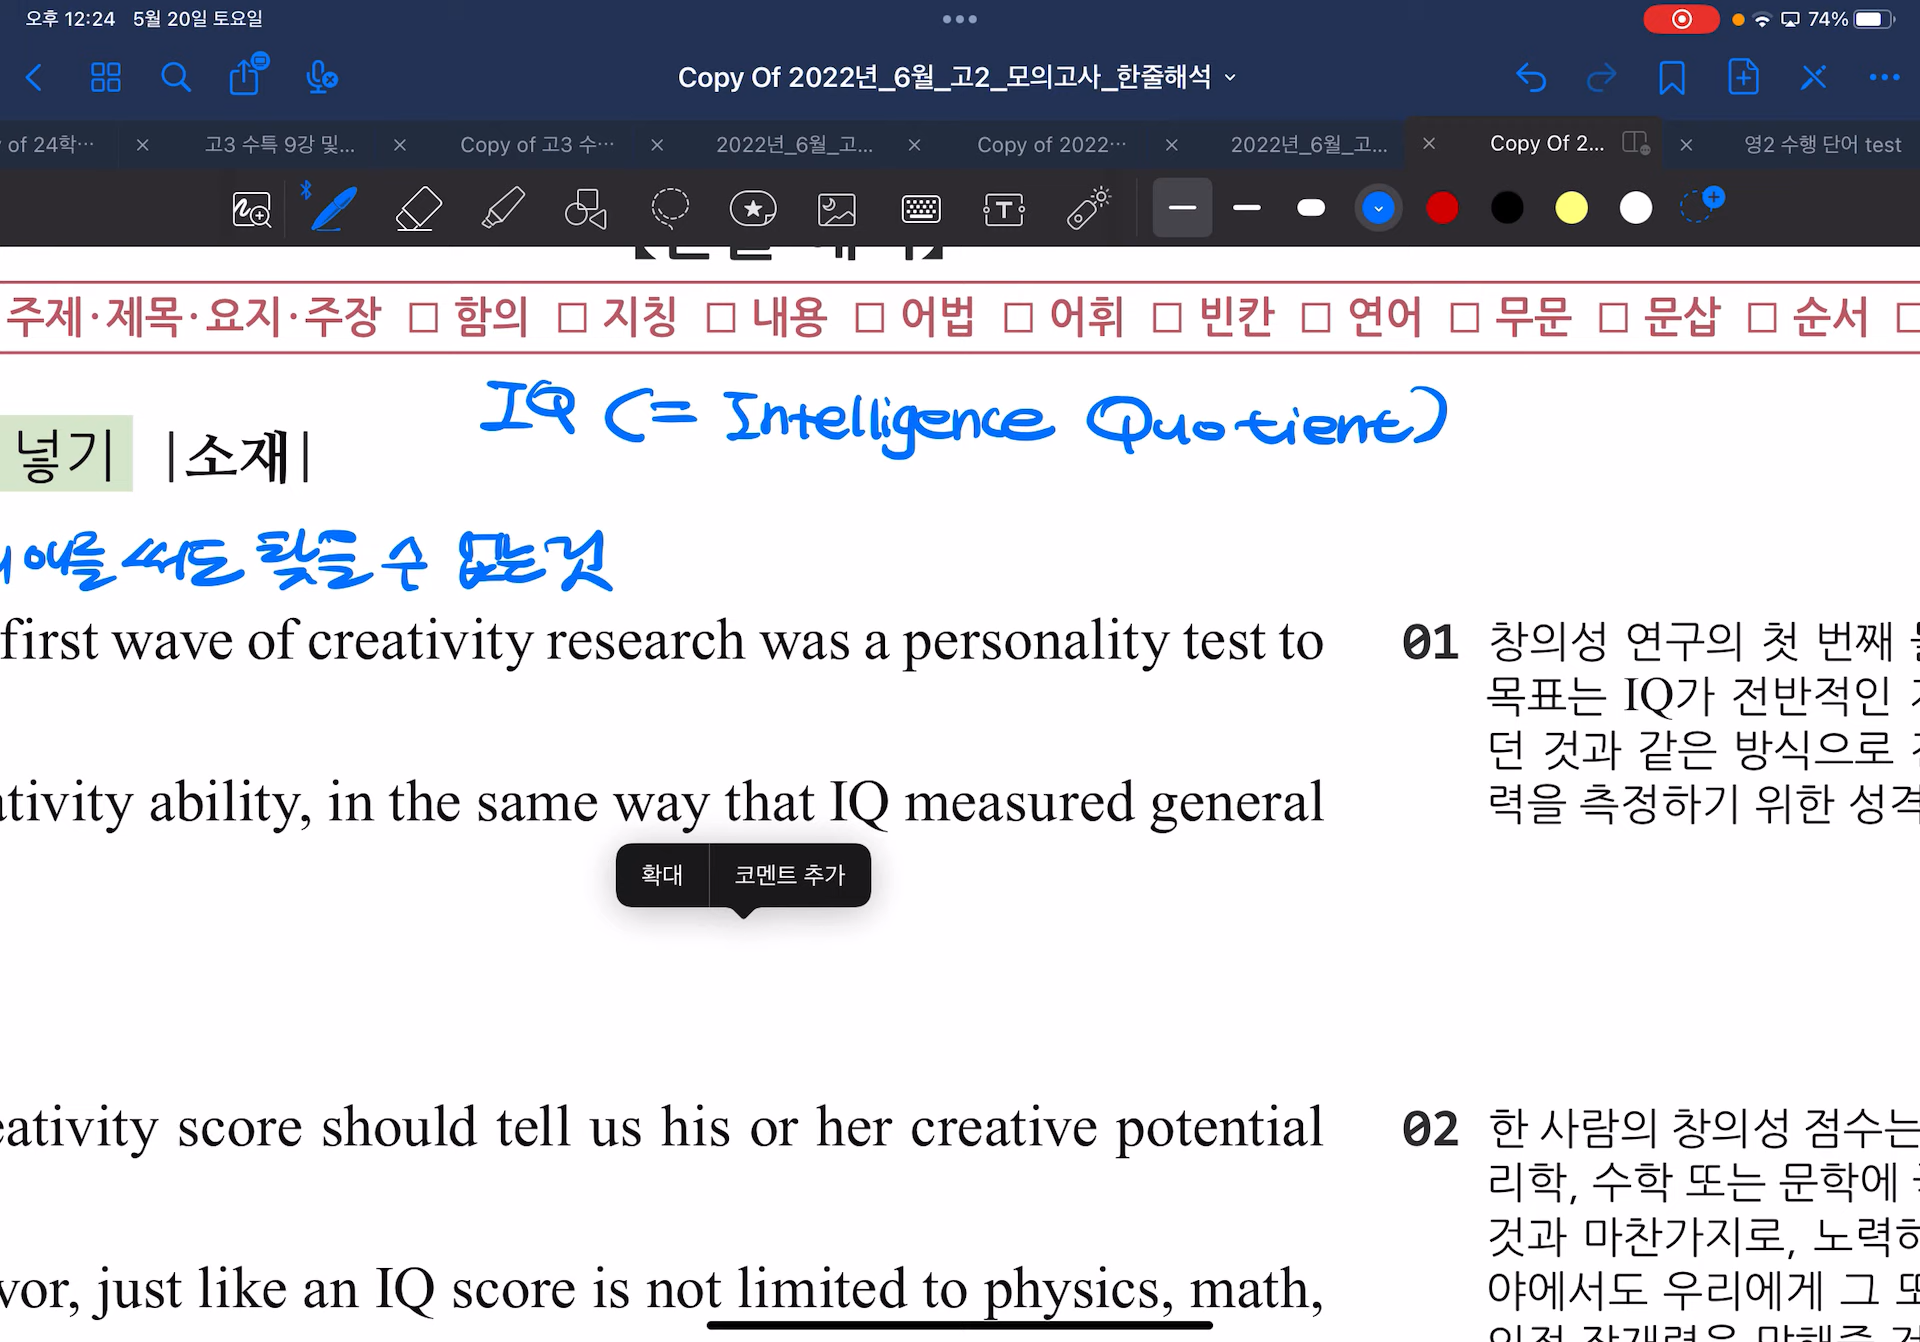 오후 12:24 5월 20일 토요일
74%
Copy Of 2022년_6월_고2_모의고사_한줄해석
of 24학…
고3 수특 9강 및...
Copy of 고3 수…
2022년_6월_고...
Copy of 2022…
2022년_6월_고...
Copy Of 2...
영2 수행 단어 test
주제·제목·요지·주장 □ 함의 □ 지칭 □ 내용 □ 어법 □ 어휘 □ 빈칸 □ 연어 □ 무문 □ 문삽 □ 순서 □
IQ (= Intelligence Quotient)
넣기 |소재|
애를 써도 찾을 수 없는 것
first wave of creativity research was a personality test to
ativity ability, in the same way that IQ measured general
확대 코멘트 추가
eativity score should tell us his or her creative potential
vor, just like an IQ score is not limited to physics, math,
01 창의성 연구의 첫 번째
목표는 IQ가 전반적인
던 것과 같은 방식으로
력을 측정하기 위한 성격
02 한 사람의 창의성 점수는
리학, 수학 또는 문학에
것과 마찬가지로, 노력하
야에서도 우리에게 그